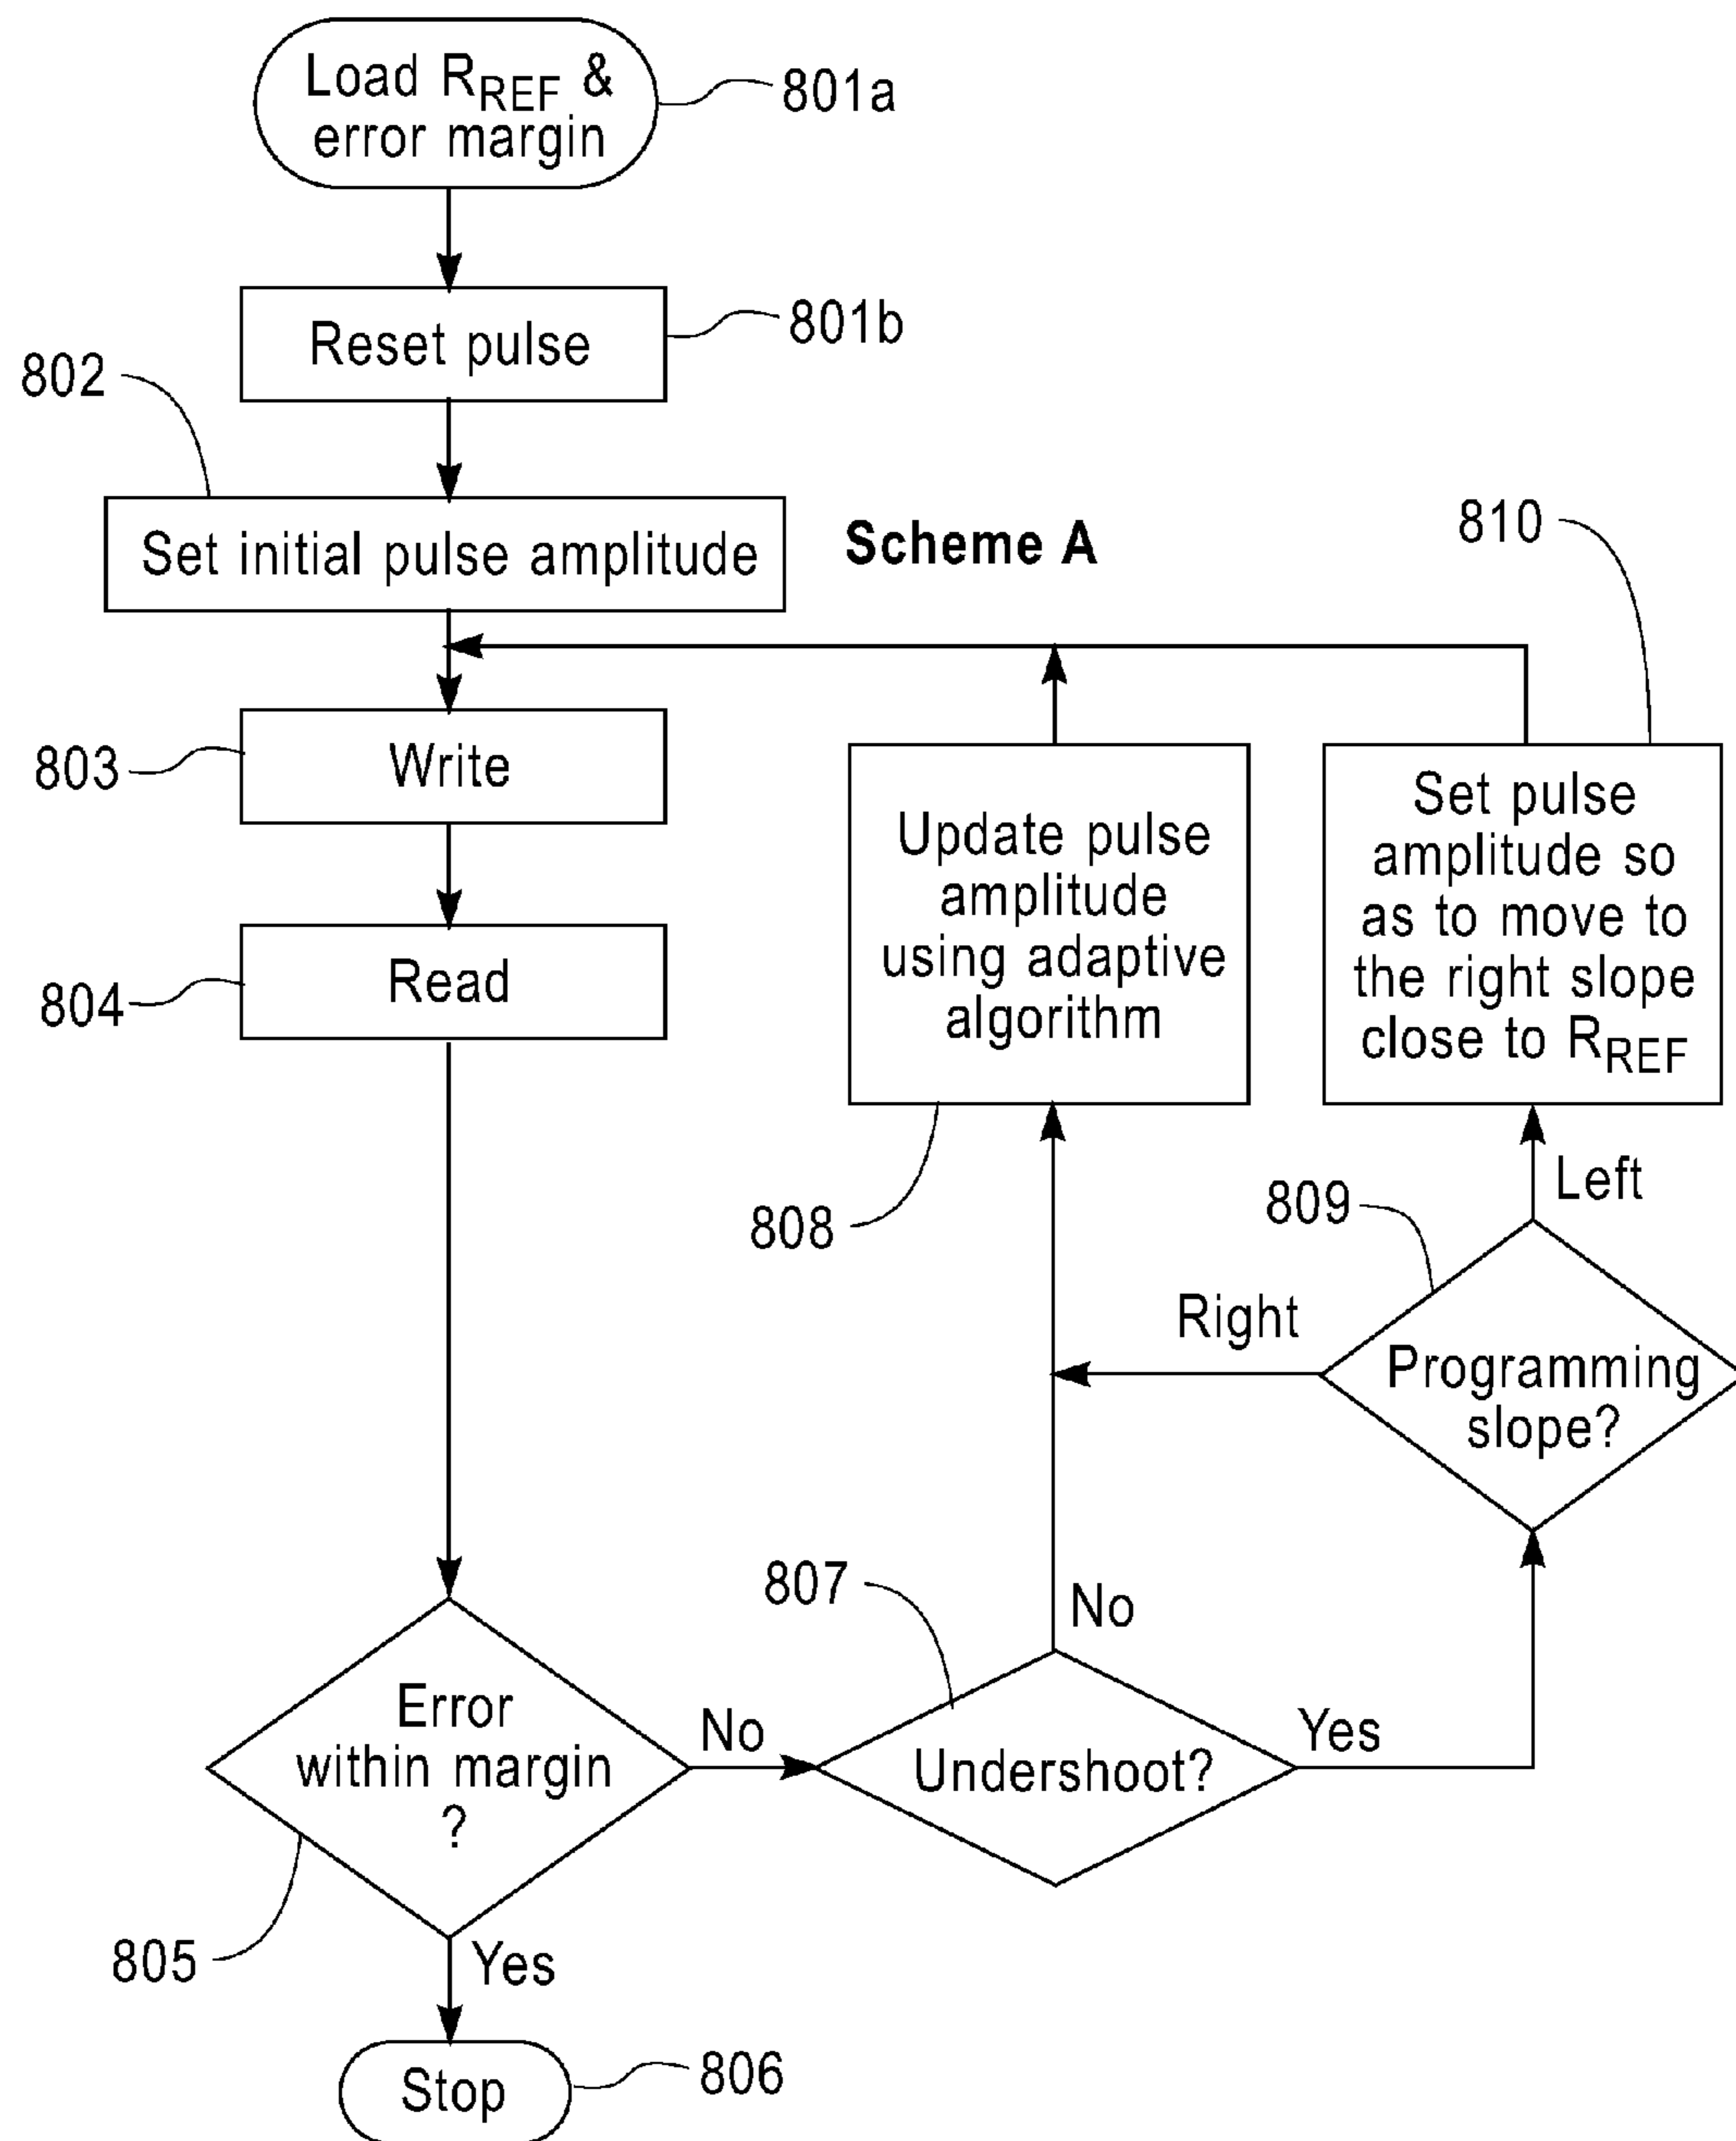 Load RREF &
error margin
801a
Reset pulse
801b
802
Set initial pulse amplitude
Scheme A
810
Write
803
Read
804
Update pulse
amplitude
using adaptive
algorithm
808
Set pulse
amplitude so
as to move to
the right slope
close to RREF
Left
809
Right
Programming
slope?
807
No
Error
within margin
?
No
Undershoot?
Yes
805
Yes
Stop
806